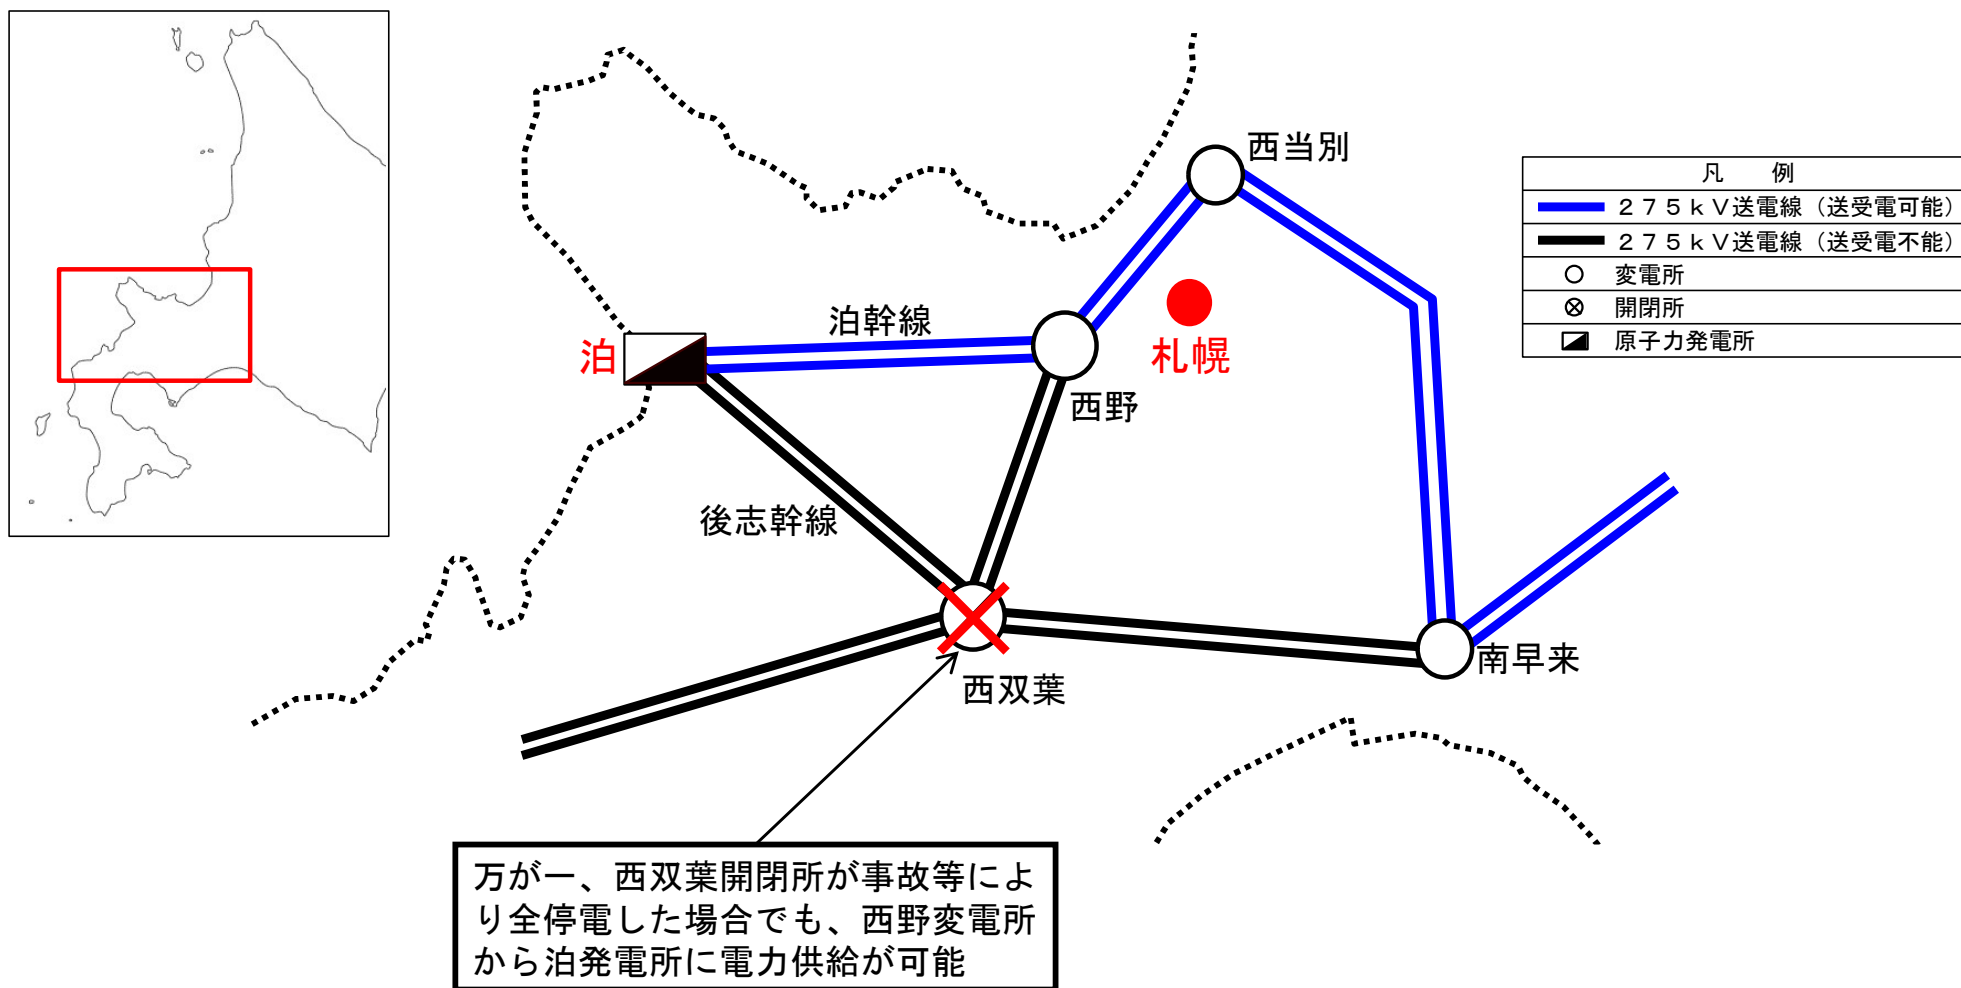 西当別
凡　例
２７５ｋＶ送電線（送受電可能）
２７５ｋＶ送電線（送受電不能）
変電所
開閉所
原子力発電所
泊幹線
泊
札幌
西野
後志幹線
南早来
西双葉
万が一、西双葉開閉所が事故等によ
り全停電した場合でも、西野変電所
から泊発電所に電力供給が可能